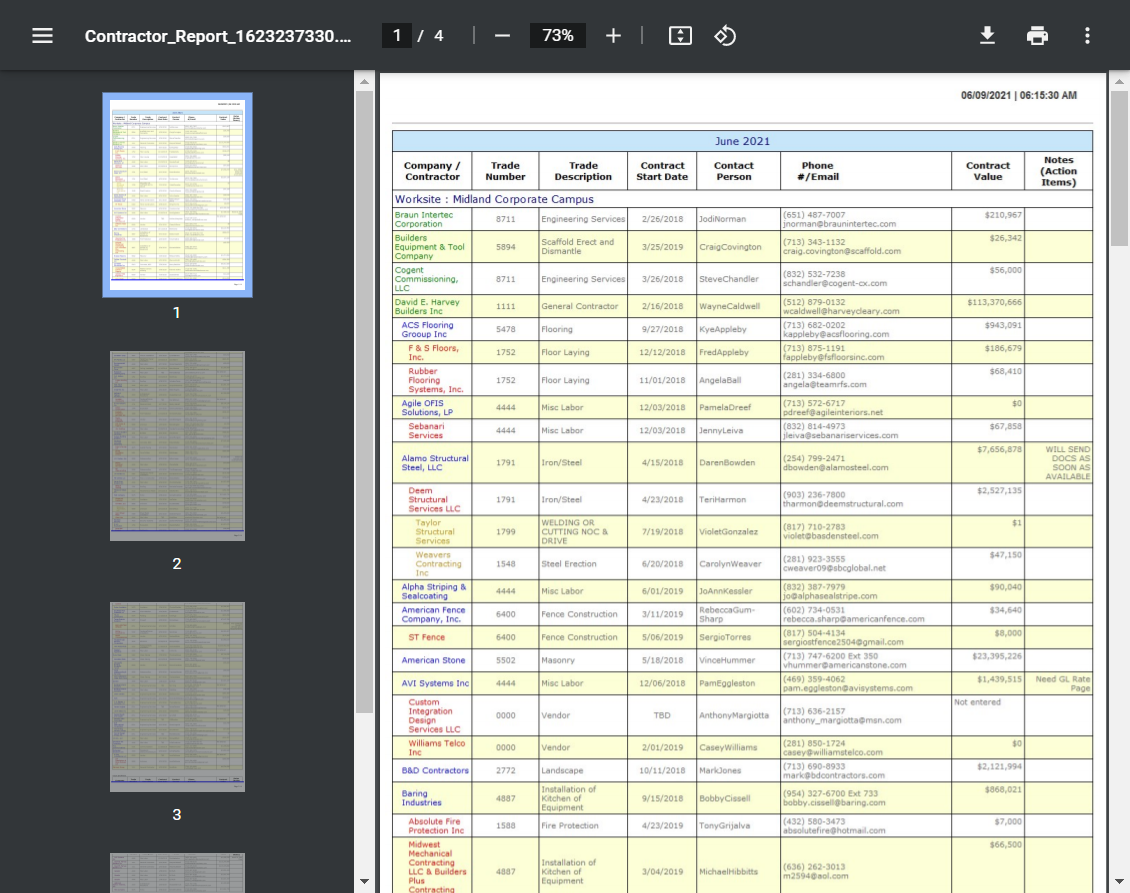 Contractor_Report_1623237330....
1 / 4
73%
06/09/2021 | 06:15:30 AM
June 2021
Company / Contractor Trade Number Trade Description Contract Start Date Contact Person Phone #/Email Contract Value Notes (Action Items)
Worksite : Midland Corporate Campus
Braun Intertec Corporation 8711 Engineering Services 2/26/2018 JodiNorman (651) 487-7007 jnorman@braunintertec.com $210,967
Builders Equipment & Tool Company 5894 Scaffold Erect and Dismantle 3/25/2019 CraigCovington (713) 343-1132 craig.covington@scaffold.com $26,342
Cogent Commissioning, LLC 8711 Engineering Services 3/26/2018 SteveChandler (832) 532-7238 schandler@cogent-cx.com $56,000
David E. Harvey Builders Inc 1111 General Contractor 2/16/2018 WayneCaldwell (512) 879-0132 wcaldwell@harveycleary.com $113,370,666
ACS Flooring Grooup Inc 5478 Flooring 9/27/2018 KyeAppleby (713) 682-0202 kappleby@acsflooring.com $943,091
F & S Floors, Inc. 1752 Floor Laying 12/12/2018 FredAppleby (713) 875-1191 fappleby@fsfloorsinc.com $186,679
Rubber Flooring Systems, Inc. 1752 Floor Laying 11/01/2018 AngelaBall (281) 334-6800 angela@teamrfs.com $68,410
Agile OFIS Solutions, LP 4444 Misc Labor 12/03/2018 PamelaDreef (713) 572-6717 pdreef@agileinteriors.net $0
Sebanari Services 4444 Misc Labor 12/03/2018 JennyLeiva (832) 814-4973 jleiva@sebanariservices.com $67,858
Alamo Structural Steel, LLC 1791 Iron/Steel 4/15/2018 DarenBowden (254) 799-2471 dbowden@alamosteel.com $7,656,878 WILL SEND DOCS AS SOON AS AVAILABLE
Deem Structural Services LLC 1791 Iron/Steel 4/23/2018 TeriHarmon (903) 236-7800 tharmon@deemstructural.com $2,527,135
Taylor Structural Services 1799 WELDING OR CUTTING NOC & DRIVE 7/19/2018 VioletGonzalez (817) 710-2783 violet@basdensteel.com $1
Weavers Contracting Inc 1548 Steel Erection 6/20/2018 CarolynWeaver (281) 923-3555 cweaver09@sbcglobal.net $47,150
Alpha Striping & Sealcoating 4444 Misc Labor 6/01/2019 JoAnnKessler (832) 387-7979 jo@alphasealstripe.com $90,040
American Fence Company, Inc. 6400 Fence Construction 3/11/2019 RebeccaGum-Sharp (602) 734-0531 rebecca.sharp@americanfence.com $34,640
ST Fence 6400 Fence Construction 5/06/2019 SergioTorres (817) 504-4134 sergiostfence2504@gmail.com $8,000
American Stone 5502 Masonry 5/18/2018 VinceHummer (713) 747-6200 Ext 350 vhummer@americanstone.com $23,395,226
AVI Systems Inc 4444 Misc Labor 12/06/2018 PamEggleston (469) 359-4062 pam.eggleston@avisystems.com $1,439,515 Need GL Rate Page
Custom Integration Design Services LLC 0000 Vendor TBD AnthonyMargiotta (713) 636-2157 anthony_margiotta@msn.com Not entered
Williams Telco Inc 0000 Vendor 2/01/2019 CaseyWilliams (281) 850-1724 casey@williamstelco.com $0
B&D Contractors 2772 Landscape 10/11/2018 MarkJones (713) 690-8933 mark@bdcontractors.com $2,121,994
Baring Industries 4887 Installation of Kitchen of Equipment 9/15/2018 BobbyCissell (954) 327-6700 Ext 733 bobby.cissell@baring.com $868,021
Absolute Fire Protection Inc 1588 Fire Protection 4/23/2019 TonyGrijalva (432) 580-3473 absolutefire@hotmail.com $7,000
Midwest Mechanical Contracting LLC & Builders Plus Contracting 4887 Installation of Kitchen of Equipment 3/04/2019 MichaelHibbitts (636) 262-3013 m2594@aol.com $66,500
1
2
3